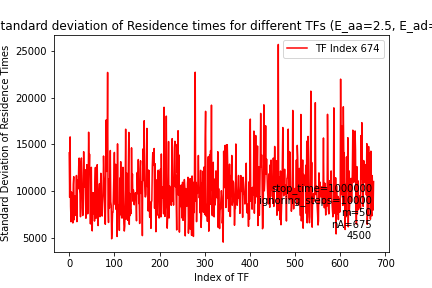 tandard deviation of Residence times for different TFs (E_aa=2.5, E_ad=
TF Index 674
Standard Deviation of Residence Times
25000
20000
15000
10000
5000
stop_time=1000000
ignoring_steps=10000
m=50
nA=675
4500
0 100 200 300 400 500 600 700
Index of TF